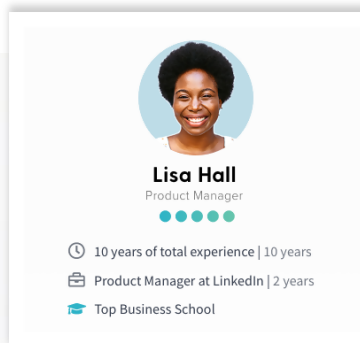 Lisa Hall
Product Manager
10 years of total experience | 10 years
Product Manager at LinkedIn | 2 years
Top Business School